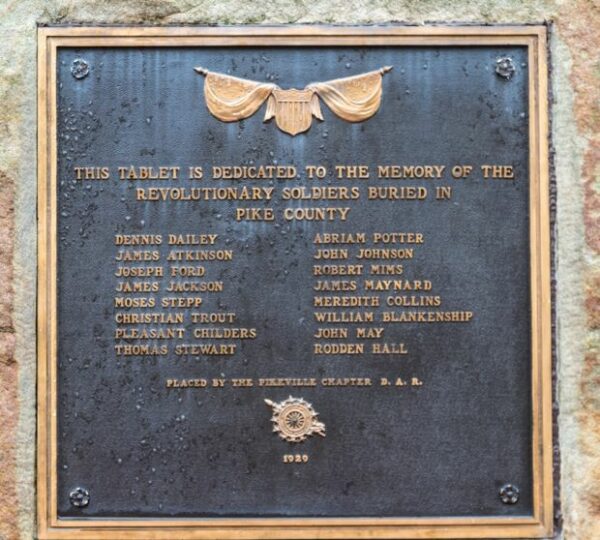 THIS TABLET IS DEDICATED TO THE MEMORY OF THE
REVOLUTIONARY SOLDIERS BURIED IN
PIKE COUNTY
DENNIS DAILEY
JAMES ATKINSON
JOSEPH FORD
JAMES JACKSON
MOSES STEPP
CHRISTIAN TROUT
PLEASANT CHILDERS
THOMAS STEWART
ABRIAM POTTER
JOHN JOHNSON
ROBERT MIMS
JAMES MAYNARD
MEREDITH COLLINS
WILLIAM BLANKENSHIP
JOHN MAY
RODDEN HALL
PLACED BY THE PIKEVILLE CHAPTER D. A. R.
1929